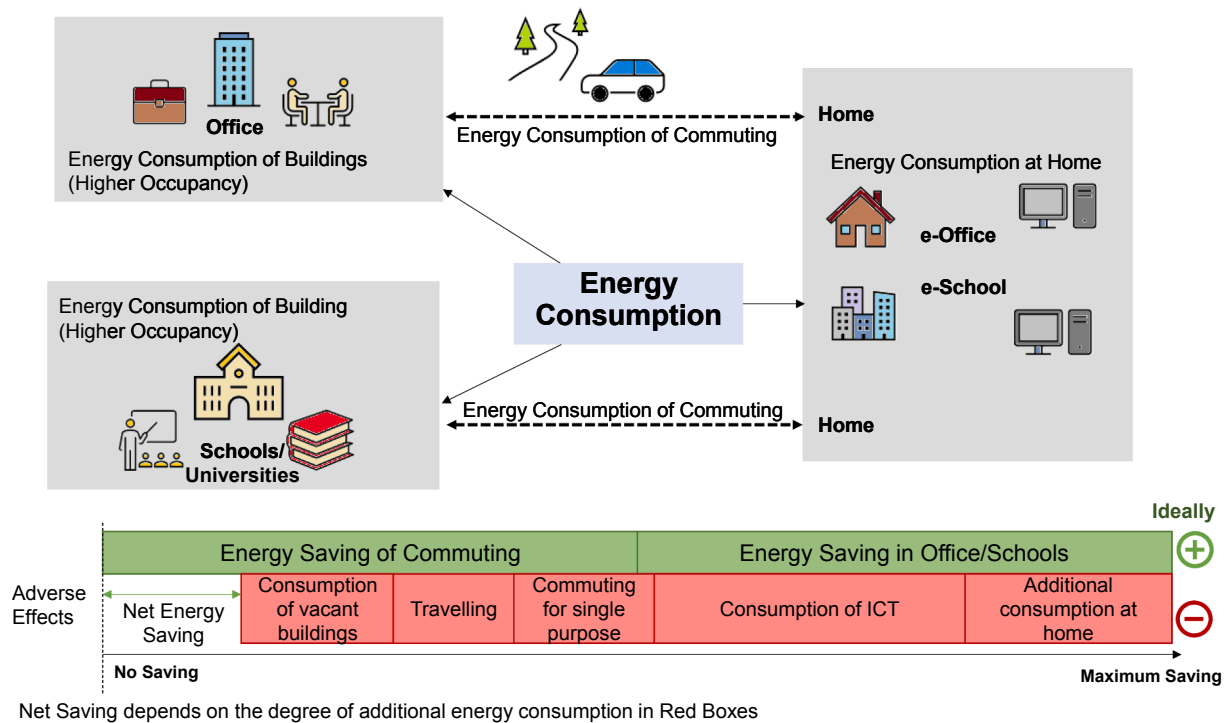 Office
Energy Consumption of Buildings
(Higher Occupancy)
Energy Consumption of Commuting
Home
Energy Consumption at Home
e-Office
e-School
Home
Energy
Consumption
Energy Consumption of Building
(Higher Occupancy)
Schools/
Universities
Energy Consumption of Commuting
Ideally
Energy Saving of Commuting
Energy Saving in Office/Schools
Adverse
Effects
Net Energy
Saving
Consumption
of vacant
buildings
Travelling
Commuting
for single
purpose
Consumption of ICT
Additional
consumption at
home
No Saving
Maximum Saving
Net Saving depends on the degree of additional energy consumption in Red Boxes